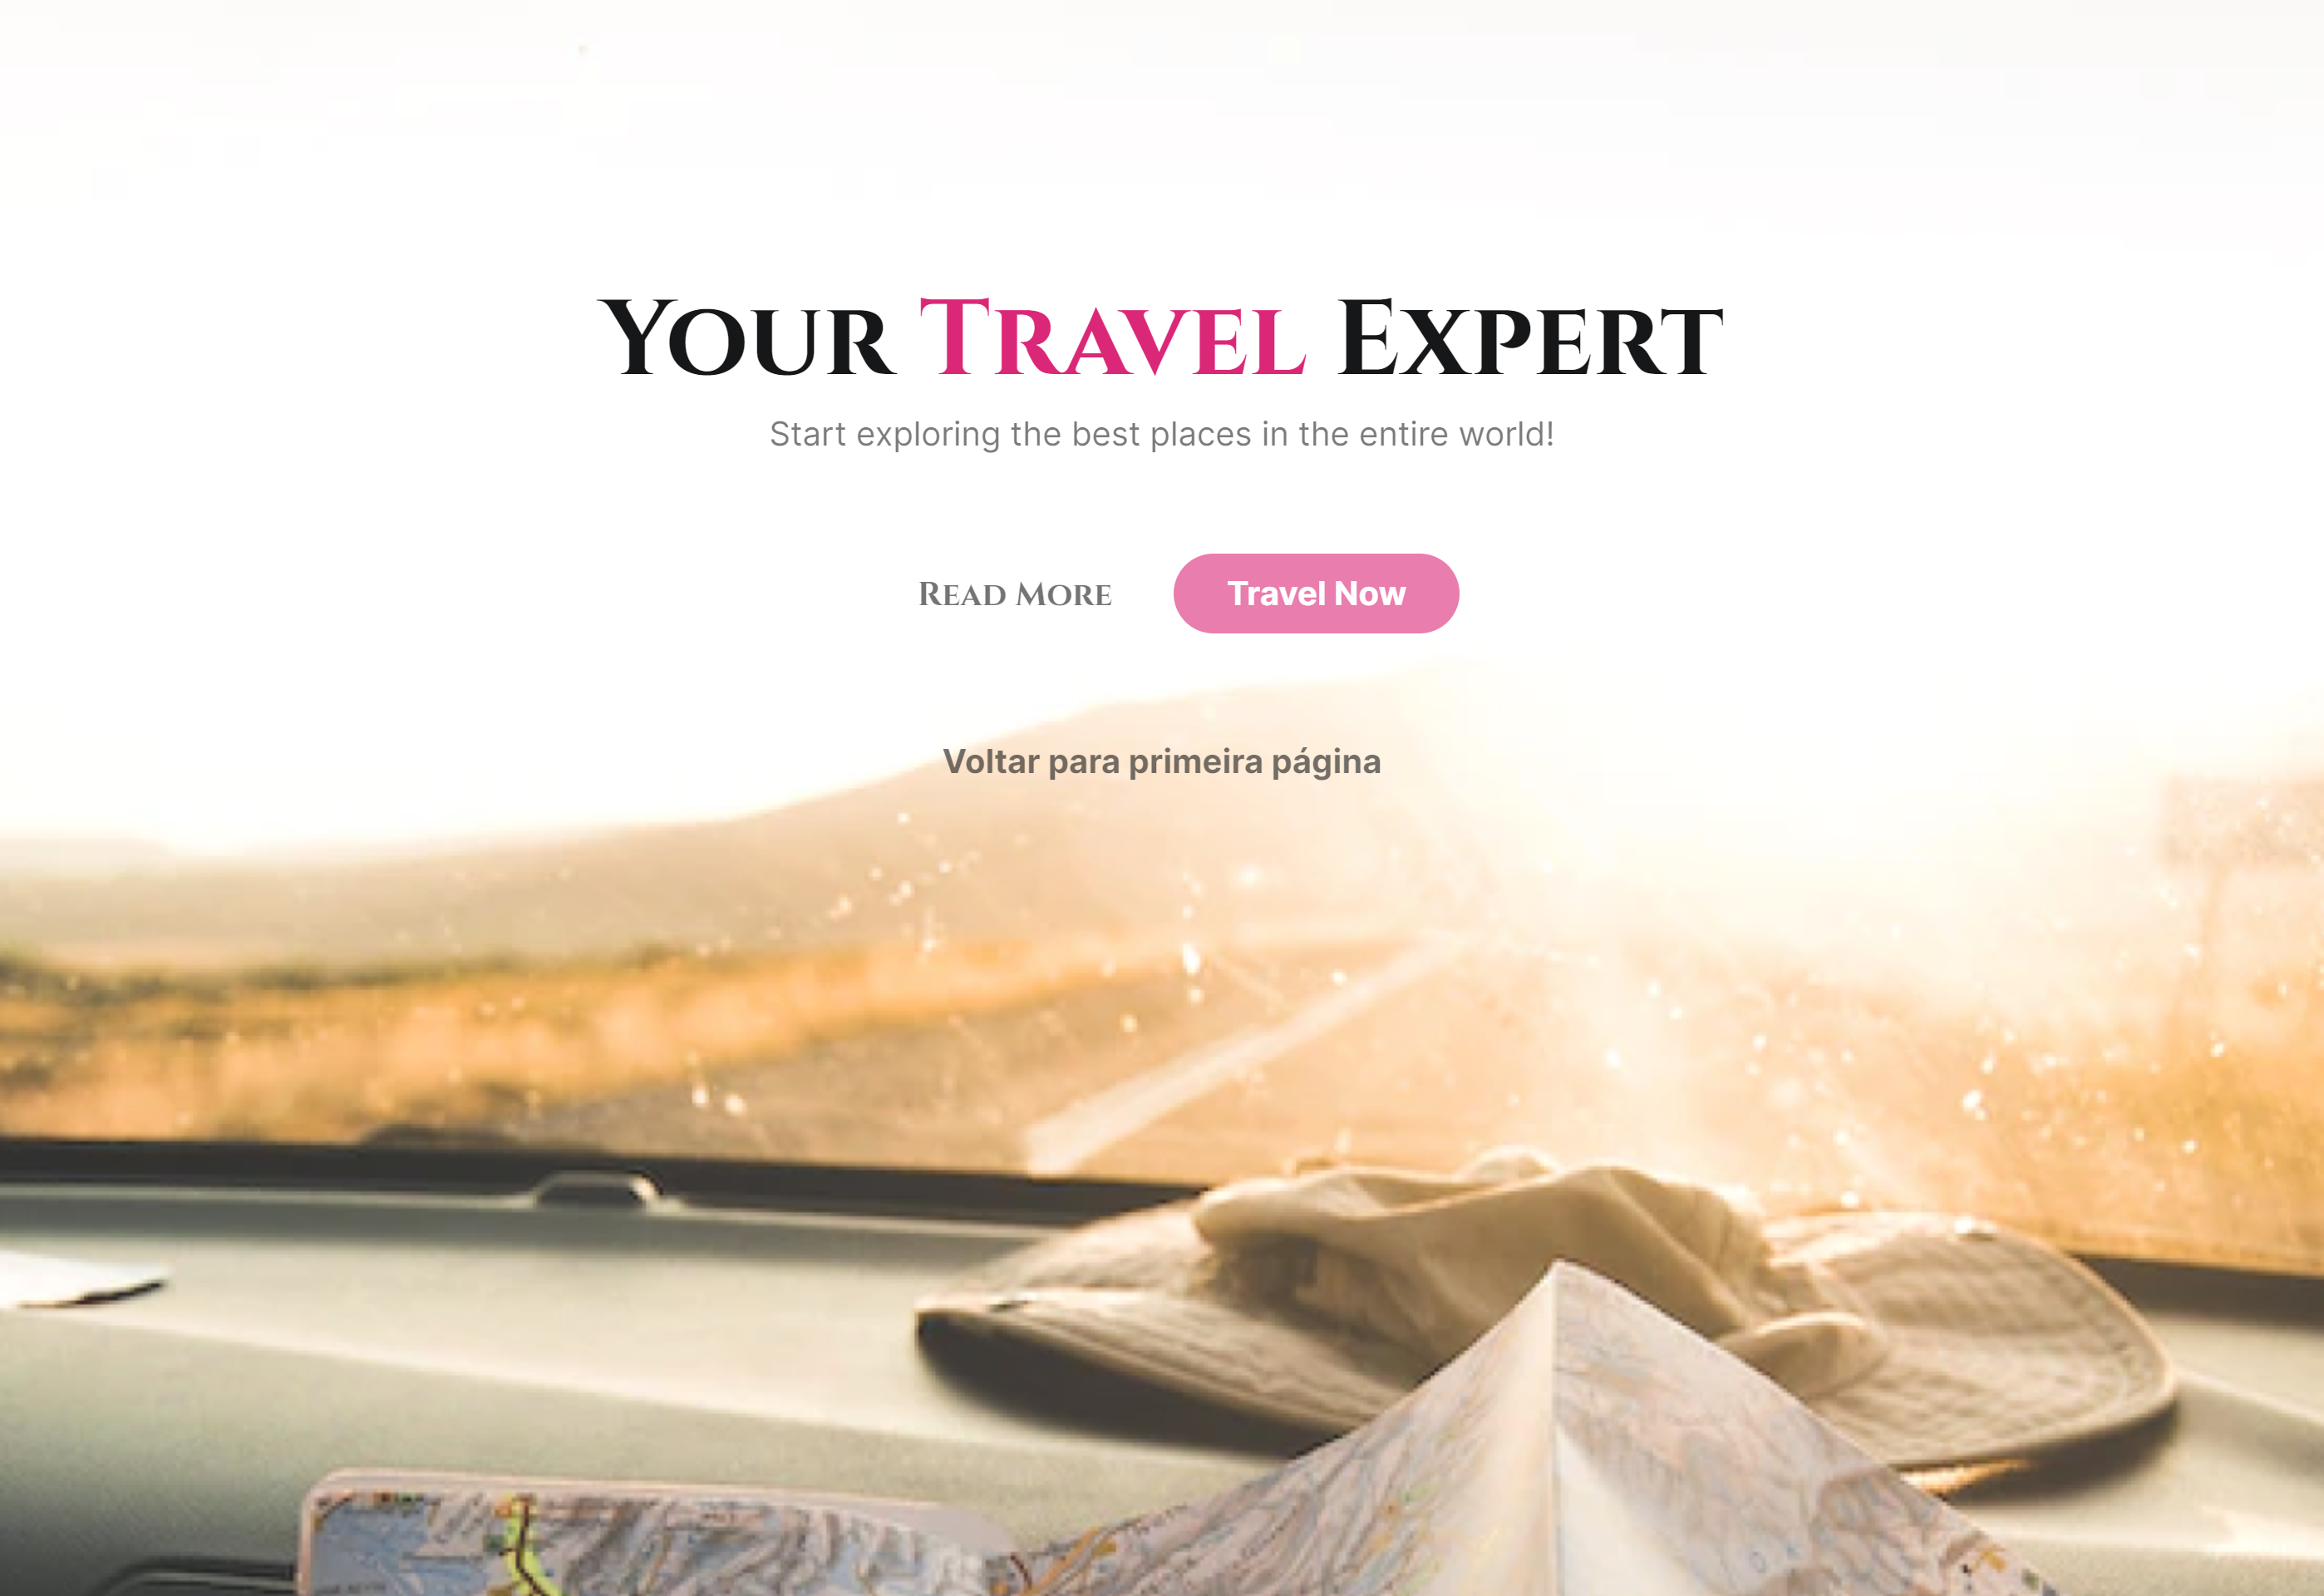 Your Travel Expert
Start exploring the best places in the entire world!
Read More
Travel Now
Voltar para primeira página